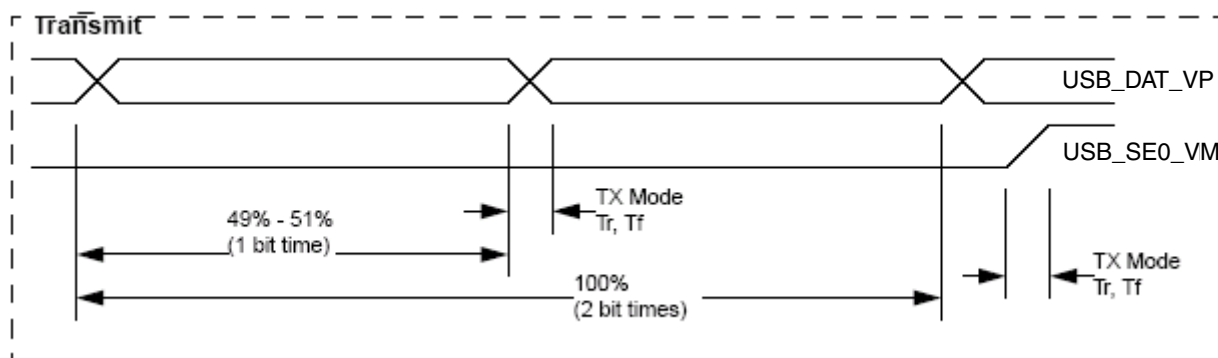 Transmit
USB_DAT_VP
USB_SE0_VM
TX Mode
Tr, Tf
49% - 51%
(1 bit time)
100%
(2 bit times)
TX Mode
Tr, Tf